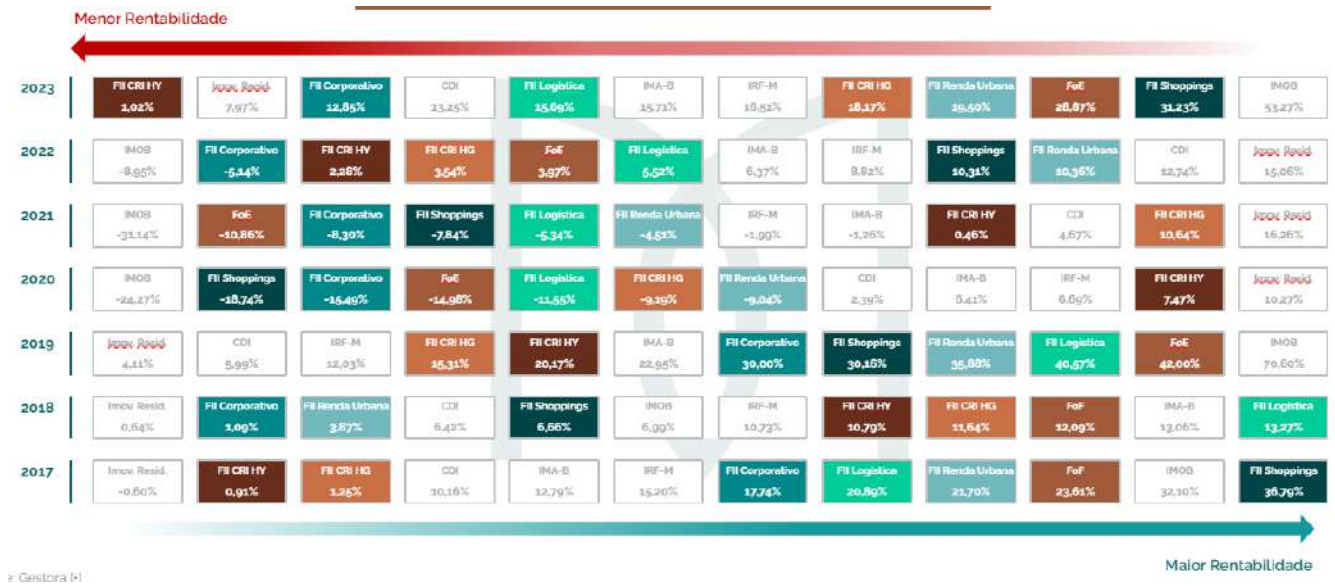 Menor Rentabilidade
2023 FII CRI HY Imov. Resid. FII Corporativo CDI FII Logística IMA-B IRF-M FII CRI HG FII Renda Urbana FoF FII Shoppings IMOB
1,02% 7,97% 12,85% 13,25% 15,69% 15,71% 16,51% 18,17% 19,50% 28,87% 31,23% 53,27%
2022 IMOB FII Corporativo FII CRI HY FII CRI HG FoF FII Logística IMA-B IRF-M FII Shoppings FII Renda Urbana CDI Imov. Resid.
-8,95% -5,14% 2,28% 3,54% 3,97% 5,52% 6,37% 8,82% 10,31% 10,36% 12,74% 15,06%
2021 IMOB FoF FII Corporativo FII Shoppings FII Logística FII Renda Urbana IRF-M IMA-B FII CRI HY CDI FII CRI HG Imov. Resid.
-31,14% -10,86% -8,30% -7,84% -5,34% -4,51% -1,99% -1,26% 0,46% 4,67% 10,64% 16,26%
2020 IMOB FII Shoppings FII Corporativo FoF FII Logística FII CRI HG FII Renda Urbana CDI IMA-B IRF-M FII CRI HY Imov. Resid.
-24,27% -18,74% -15,49% -14,98% -11,55% -9,19% -9,04% 2,39% 6,41% 6,69% 7,47% 10,27%
2019 Imov. Resid. CDI IRF-M FII CRI HG FII CRI HY IMA-B FII Corporativo FII Shoppings FII Renda Urbana FII Logística FoF IMOB
4,11% 5,99% 12,03% 15,31% 20,17% 22,95% 30,00% 30,16% 35,88% 40,57% 42,00% 70,60%
2018 Imov. Resid. FII Corporativo FII Renda Urbana CDI FII Shoppings IMOB IRF-M FII CRI HY FII CRI HG FoF IMA-B FII Logística
0,64% 1,09% 3,87% 6,42% 6,66% 6,99% 10,73% 10,79% 11,64% 12,09% 13,06% 13,27%
2017 Imov. Resid. FII CRI HY FII CRI HG CDI IMA-B IRF-M FII Corporativo FII Logística FII Renda Urbana FoF IMOB FII Shoppings
-0,60% 0,91% 1,25% 10,16% 12,79% 15,20% 17,74% 20,89% 21,70% 23,61% 32,10% 36,79%
Maior Rentabilidade
e: Gestora [•]